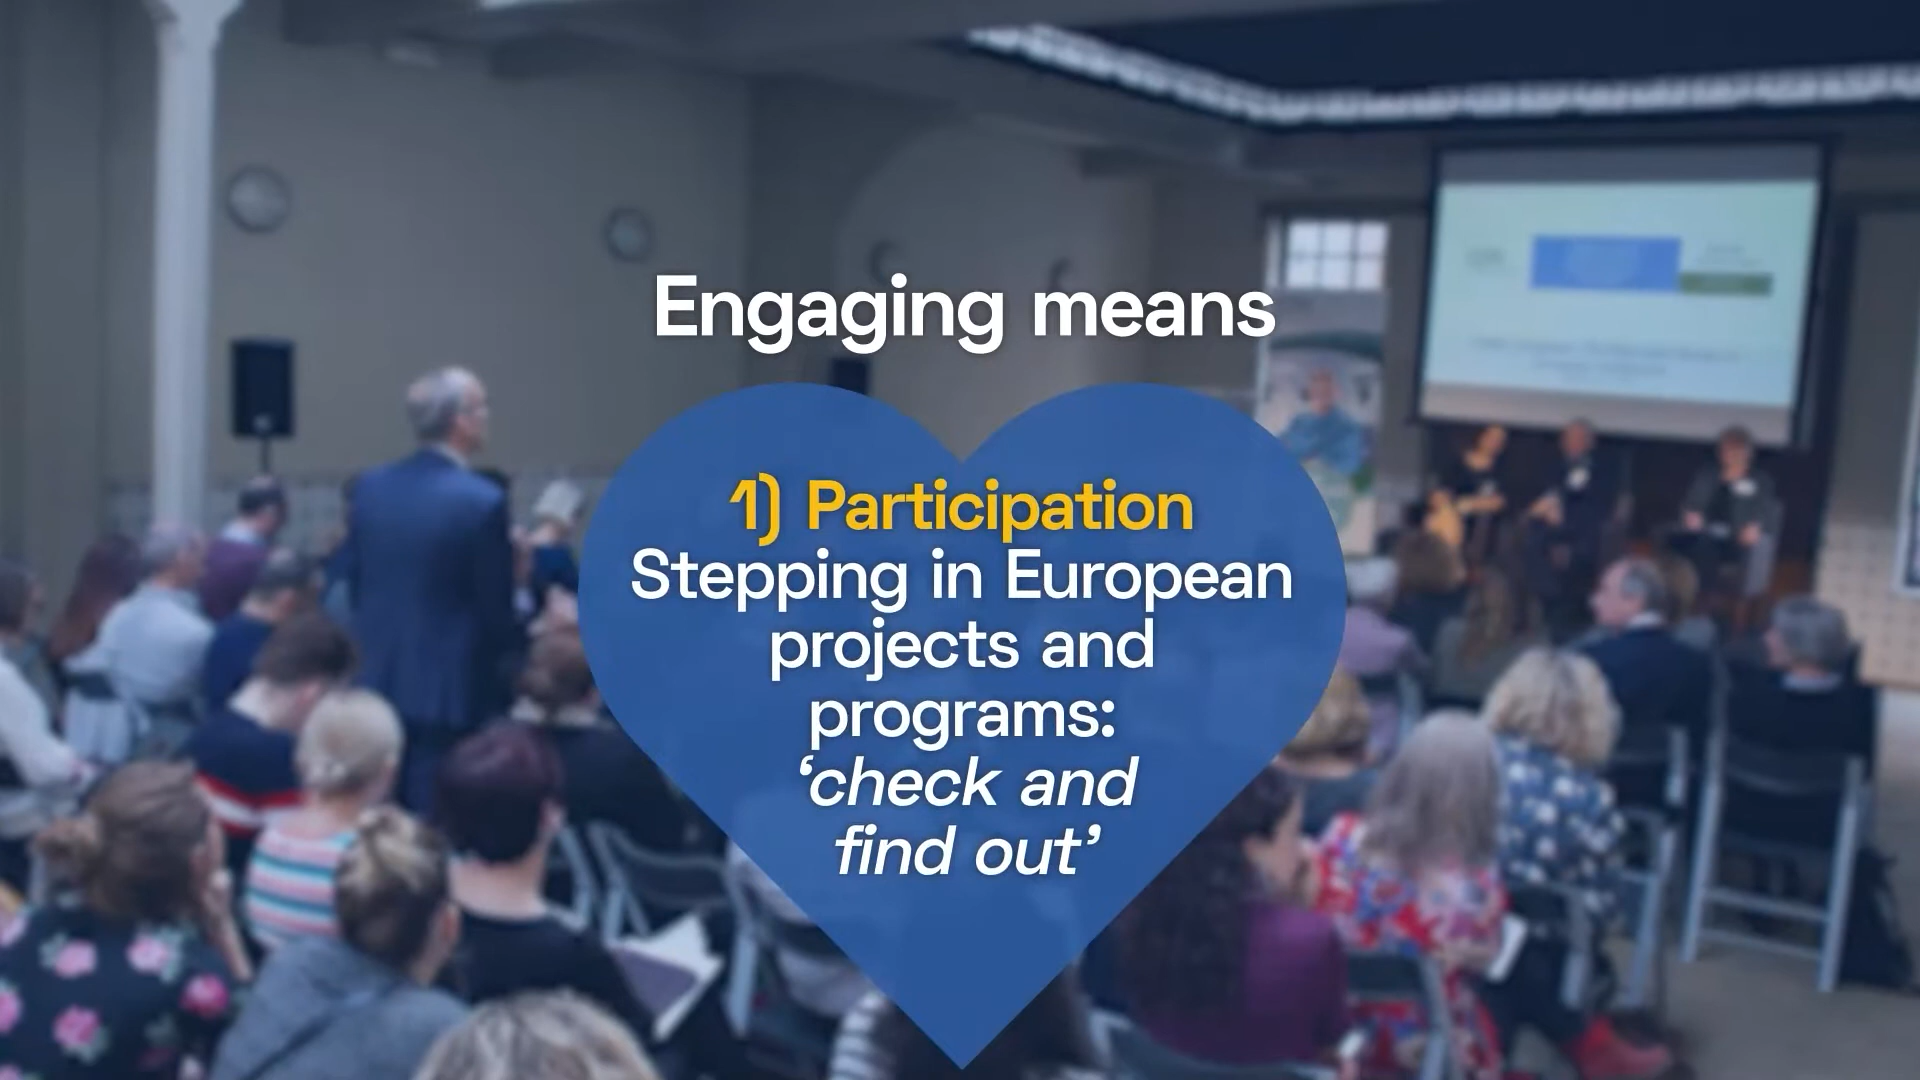 Engaging means
1) Participation
Stepping in European
projects and
programs:
‘check and
find out’